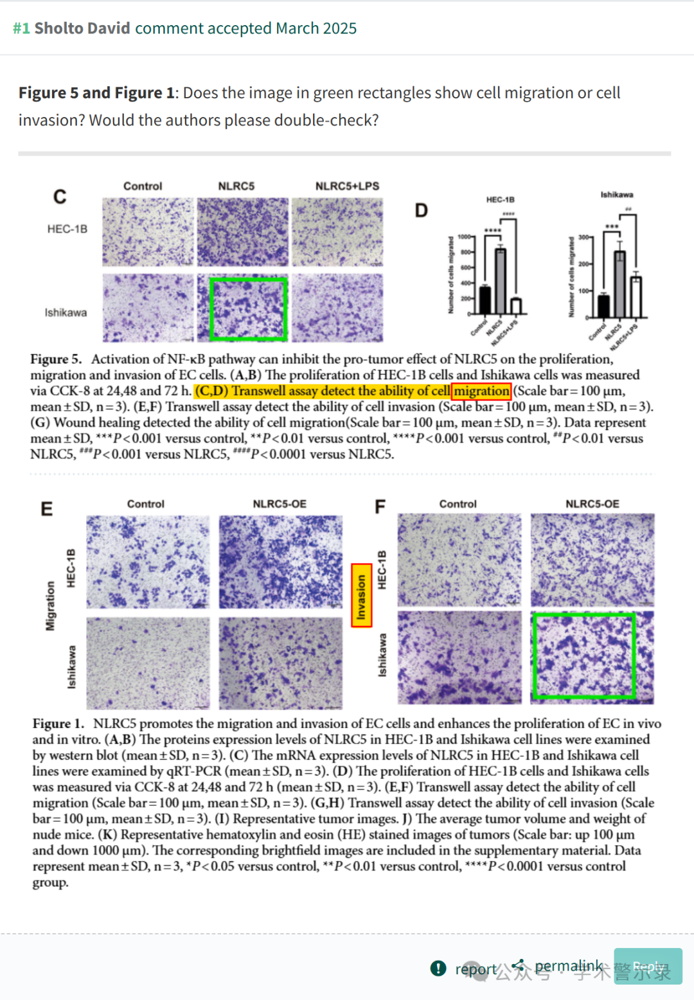 #1 Sholto David comment accepted March 2025
Figure 5 and Figure 1: Does the image in green rectangles show cell migration or cell
invasion? Would the authors please double-check?
C
Control
NLRC5
NLRC5+LPS
HEC-1B
Ishikawa
D
HEC-1B
****
****
Number of cells migrated
1000
800
600
400
200
0
Control
NLRC5
NLRC5+LPS
Ishikawa
##
***
Number of cells migrated
300
200
100
0
Control
NLRC5
NLRC5+LPS
Figure 5. Activation of NF-κB pathway can inhibit the pro-tumor effect of NLRC5 on the proliferation,
migration and invasion of EC cells. (A,B) The proliferation of HEC-1B cells and Ishikawa cells was measured
via CCK-8 at 24,48 and 72 h. (C,D) Transwell assay detect the ability of cell migration (Scale bar=100 μm,
mean±SD, n=3). (E,F) Transwell assay detect the ability of cell invasion (Scale bar=100 μm, mean±SD, n=3).
(G) Wound healing detected the ability of cell migration(Scale bar=100 μm, mean±SD, n=3). Data represent
mean±SD, ***P<0.001 versus control, **P<0.01 versus control, ****P<0.001 versus control, ##P<0.01 versus
NLRC5, ###P<0.001 versus NLRC5, ####P<0.0001 versus NLRC5.
E
Control
NLRC5-OE
Migration
HEC-1B
Ishikawa
F
Control
NLRC5-OE
Invasion
HEC-1B
Ishikawa
Figure 1. NLRC5 promotes the migration and invasion of EC cells and enhances the proliferation of EC in vivo
and in vitro. (A,B) The proteins expression levels of NLRC5 in HEC-1B and Ishikawa cell lines were examined
by western blot (mean±SD, n=3). (C) The mRNA expression levels of NLRC5 in HEC-1B and Ishikawa cell
lines were examined by qRT-PCR (mean±SD, n=3). (D) The proliferation of HEC-1B cells and Ishikawa cells
was measured via CCK-8 at 24,48 and 72 h (mean±SD, n=3). (E,F) Transwell assay detect the ability of cell
migration (Scale bar=100 μm, mean±SD, n=3). (G,H) Transwell assay detect the ability of cell invasion (Scale
bar=100 μm, mean±SD, n=3). (I) Representative tumor images. J) The average tumor volume and weight of
nude mice. (K) Representative hematoxylin and eosin (HE) stained images of tumors (Scale bar: up 100 μm
and down 1000 μm). The corresponding brightfield images are included in the supplementary material. Data
represent mean±SD, n=3, *P<0.05 versus control, **P<0.01 versus control, ****P<0.0001 versus control
group.
report
permalink
Reply
公众号 · 学术警示录